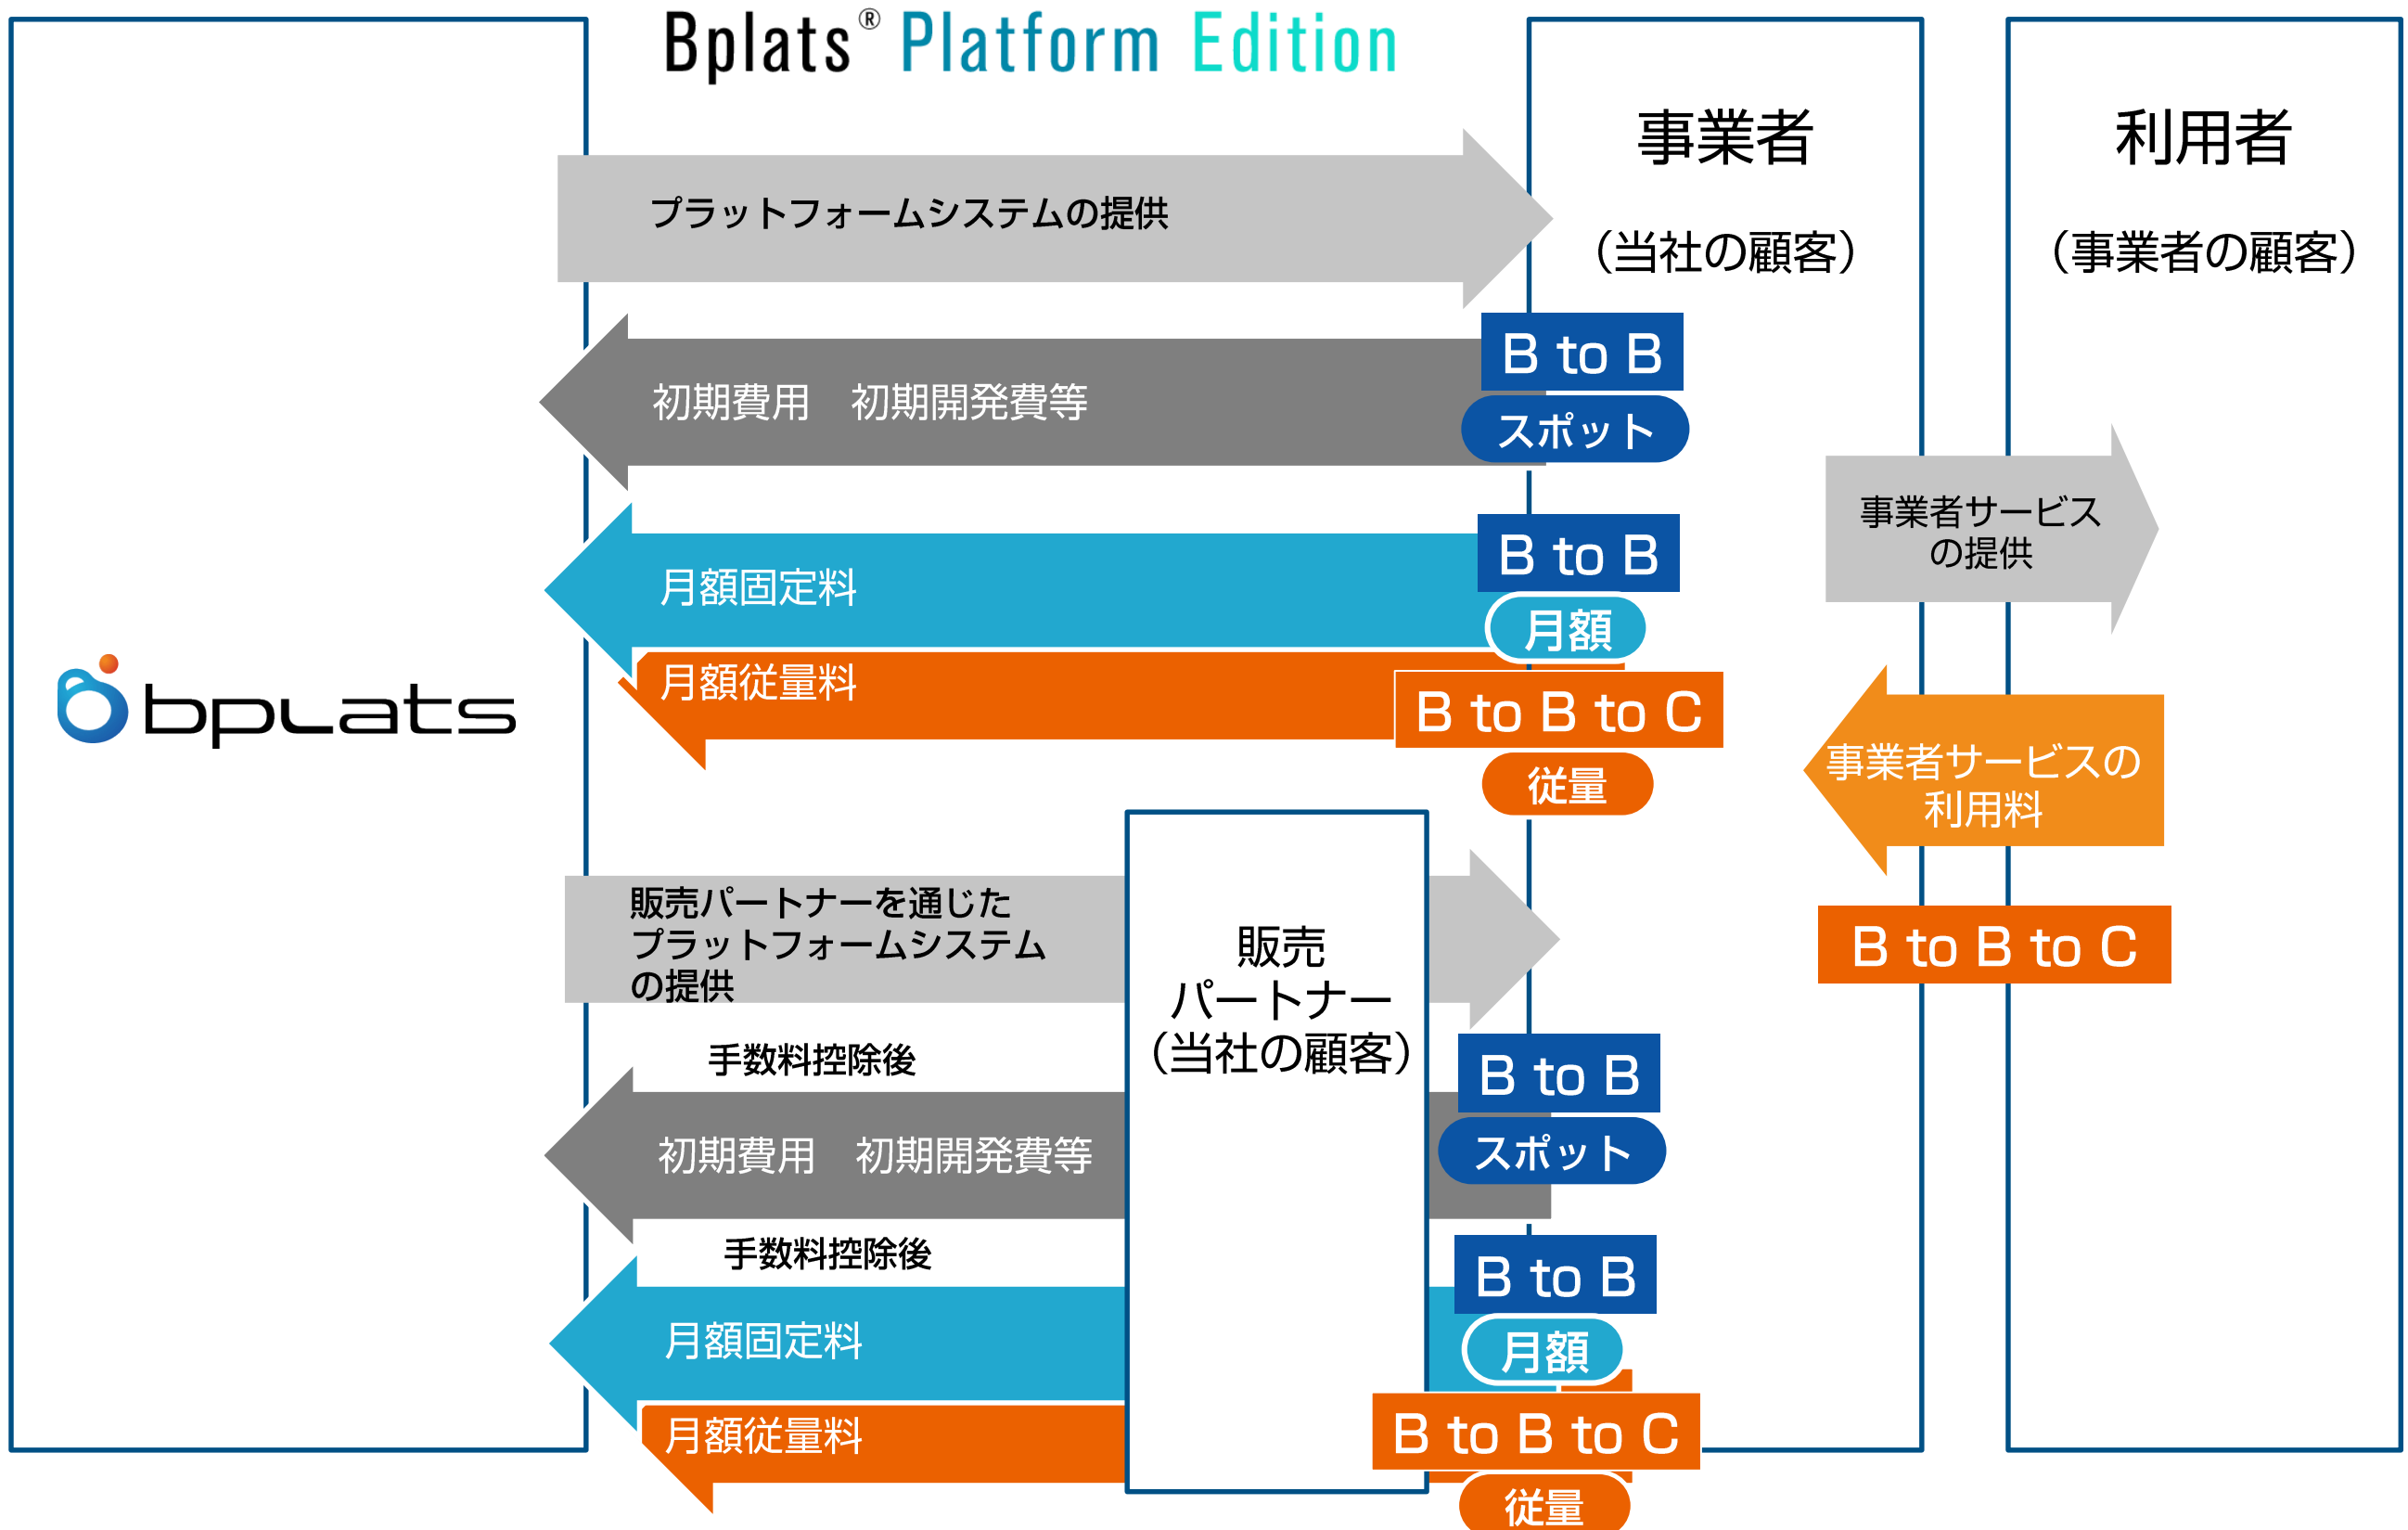 Bplats® Platform Edition
事業者
（当社の顧客）
利用者
（事業者の顧客）
プラットフォームシステムの提供
B to B
初期費用　初期開発費等
スポット
事業者サービス
の提供
B to B
月額固定料
月額
月額従量料
B to B to C
従量
bplats
事業者サービスの
利用料
販売パートナーを通じた
プラットフォームシステム
の提供
販売
パートナー
（当社の顧客）
B to B to C
手数料控除後
B to B
初期費用　初期開発費等
スポット
手数料控除後
B to B
月額固定料
月額
月額従量料
B to B to C
従量